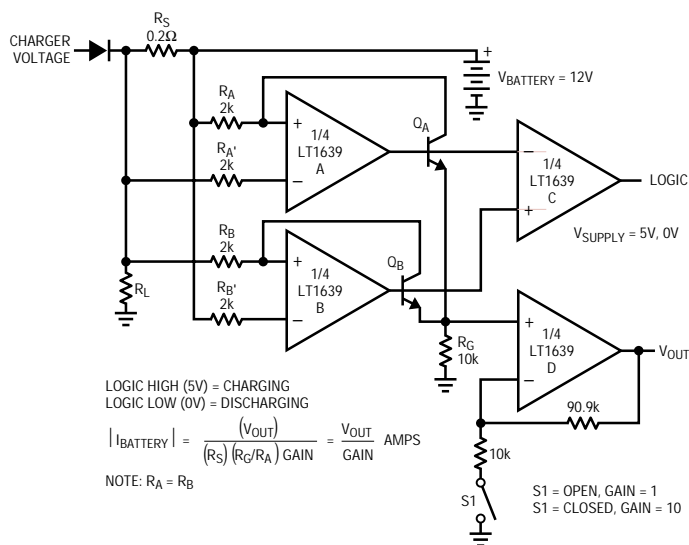 CHARGER
VOLTAGE
RS
0.2Ω
+
VBATTERY = 12V
RA
2k
+
1/4
LT1639
A
−
QA
RA'
2k
−
1/4
LT1639
C
+
LOGIC
VSUPPLY = 5V, 0V
RB
2k
+
1/4
LT1639
B
−
QB
RB'
2k
RL
RG
10k
+
1/4
LT1639
D
−
VOUT
90.9k
10k
S1
LOGIC HIGH (5V) = CHARGING
LOGIC LOW (0V) = DISCHARGING
|IBATTERY| = (VOUT) / (RS)(RG/RA) GAIN = VOUT / GAIN AMPS
NOTE: RA = RB
S1 = OPEN, GAIN = 1
S1 = CLOSED, GAIN = 10